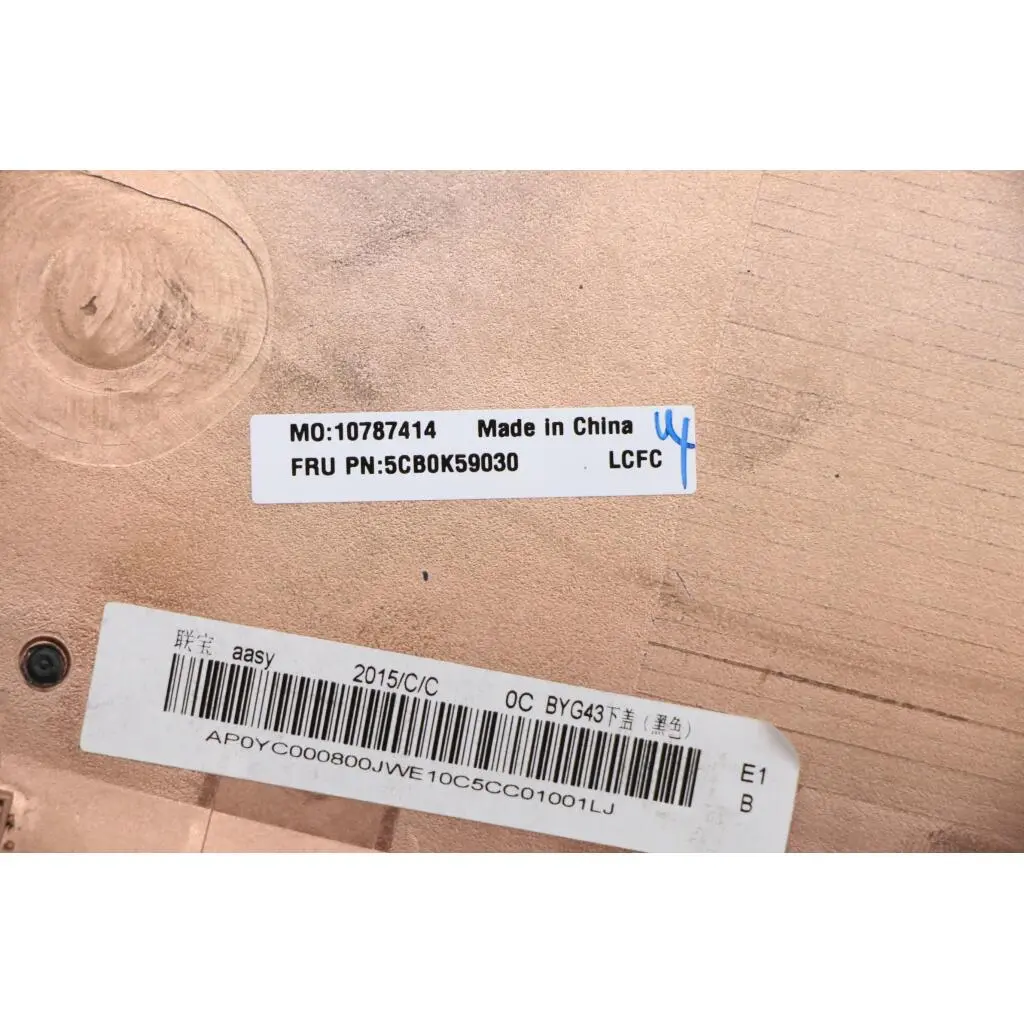 MO:10787414 Made in China
FRU PN:5CB0K59030 LCFC
联宝 aasy 2015/C/C 0C BYG43下盖(黑色)
AP0YC000800JWE10C5CC01001LJ
E1
B